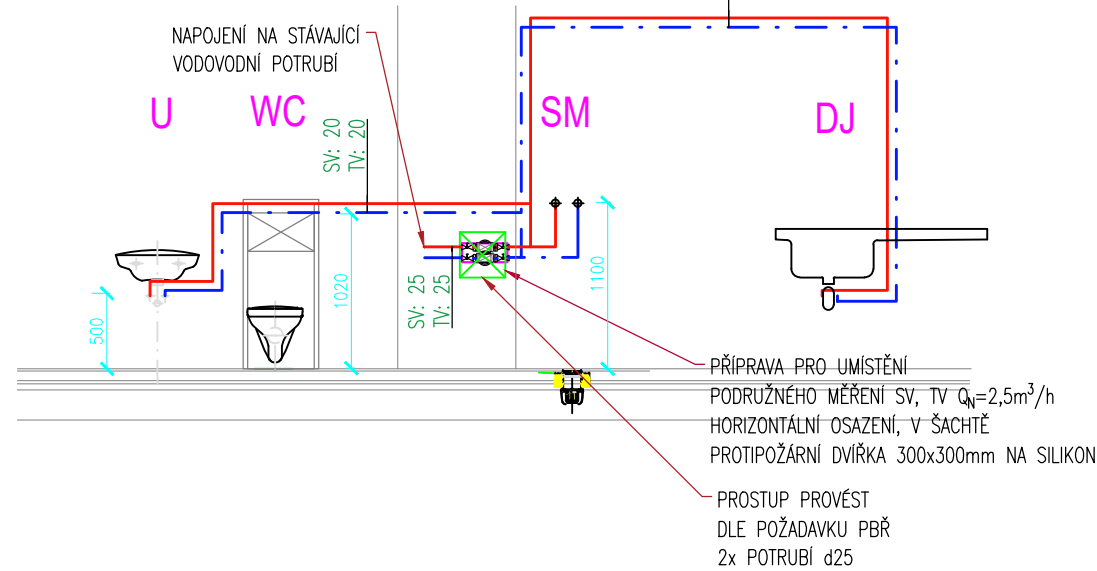 NAPOJENÍ NA STÁVAJÍCÍ
VODOVODNÍ POTRUBÍ
U
WC
SM
DJ
SV: 20
TV: 20
SV: 25
TV: 25
500
1020
1100
PŘÍPRAVA PRO UMÍSTĚNÍ
PODRUŽNÉHO MĚŘENÍ SV, TV QN=2,5m³/h
HORIZONTÁLNÍ OSAZENÍ, V ŠACHTĚ
PROTIPOŽÁRNÍ DVÍŘKA 300x300mm NA SILIKON
PROSTUP PROVÉST
DLE POŽADAVKU PBŘ
2x POTRUBÍ d25